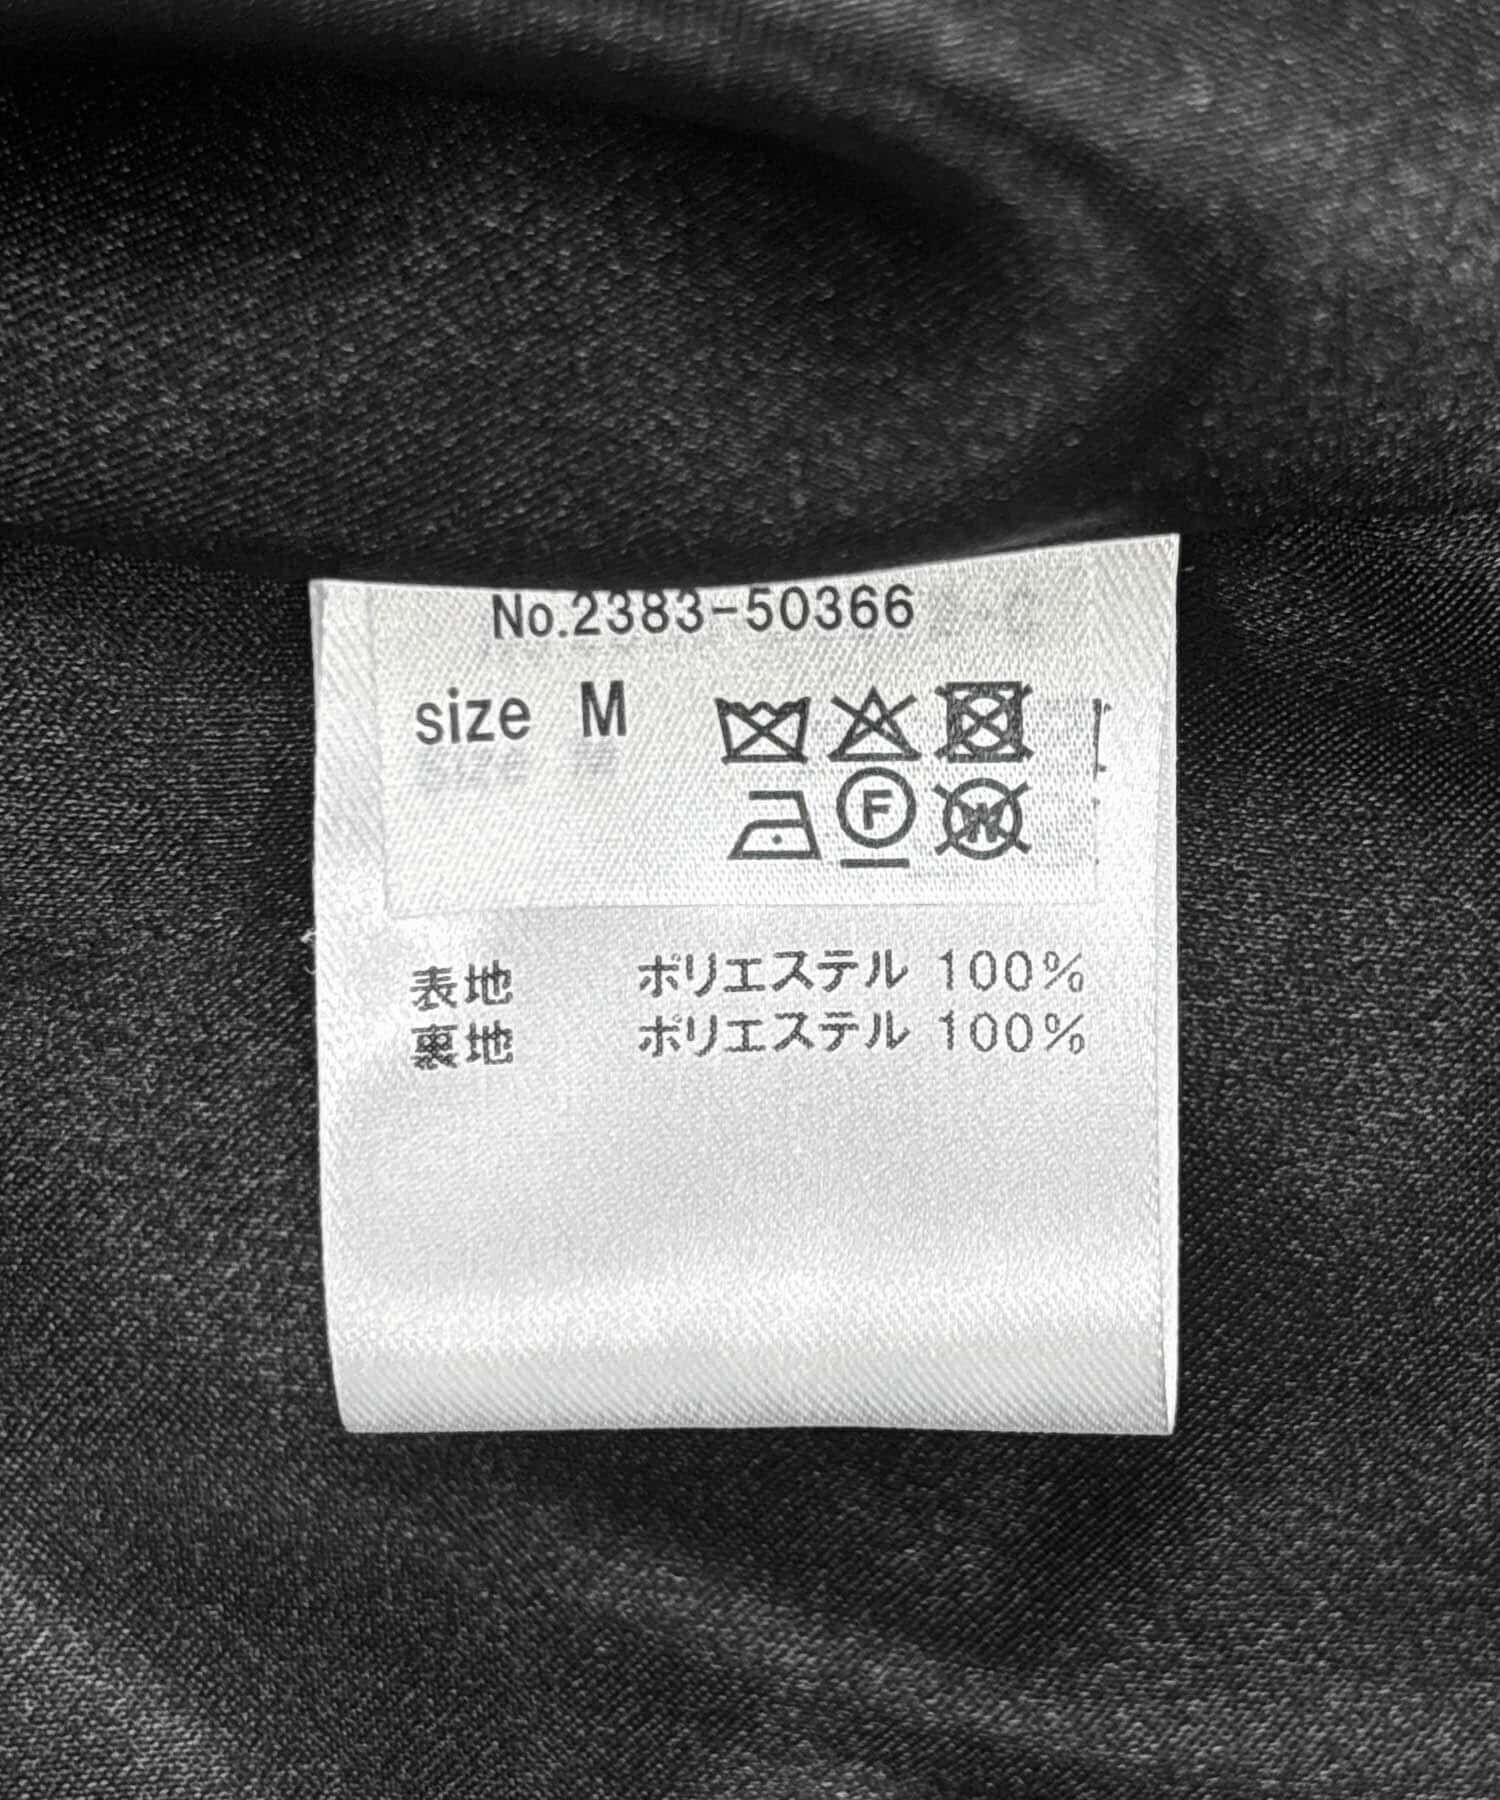 No.2383-50366
size M
F
W
表地 ポリエステル 100%
裏地 ポリエステル 100%